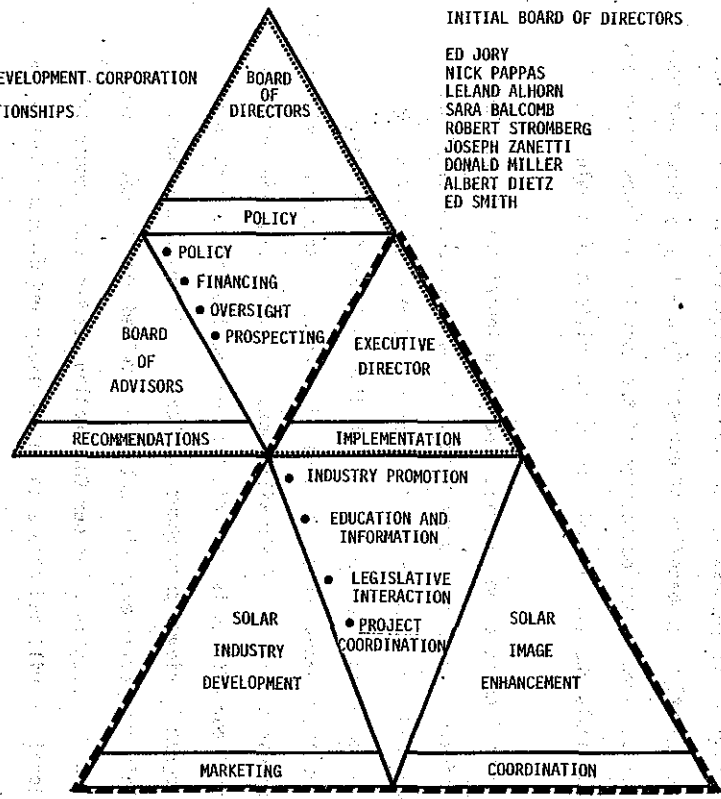 INITIAL BOARD OF DIRECTORS
ED JORY
NICK PAPPAS
LELAND ALHORN
SARA BALCOMB
ROBERT STROMBERG
JOSEPH ZANETTI
DONALD MILLER
ALBERT DIETZ
ED SMITH
EVELOPMENT CORPORATION
TIONSHIPS
BOARD
OF
DIRECTORS
POLICY
• POLICY
• FINANCING
• OVERSIGHT
• PROSPECTING
BOARD
OF
ADVISORS
RECOMMENDATIONS
EXECUTIVE
DIRECTOR
IMPLEMENTATION
• INDUSTRY PROMOTION
• EDUCATION AND
INFORMATION
• LEGISLATIVE
INTERACTION
• PROJECT
COORDINATION
SOLAR
INDUSTRY
DEVELOPMENT
MARKETING
SOLAR
IMAGE
ENHANCEMENT
COORDINATION